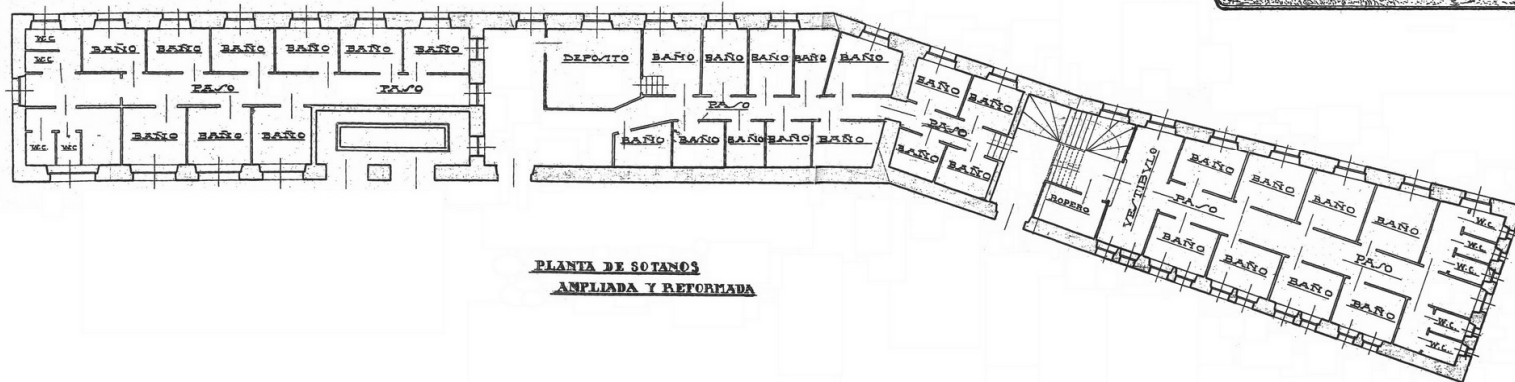 W.C.
W.C.
BAÑO BAÑO BAÑO BAÑO BAÑO BAÑO
PASO PASO
W.C. W.C. BAÑO BAÑO BAÑO
DEPOSITO BAÑO BAÑO BAÑO BAÑO BAÑO
PASO
BAÑO BAÑO BAÑO BAÑO BAÑO
BAÑO BAÑO
PASO
BAÑO BAÑO
ROPERO
VESTIBULO
BAÑO BAÑO BAÑO BAÑO
PASO PASO
BAÑO BAÑO BAÑO BAÑO
W.C.
W.C.
W.C.
W.C.
W.C.
PLANTA DE SOTANOS
AMPLIADA Y REFORMADA